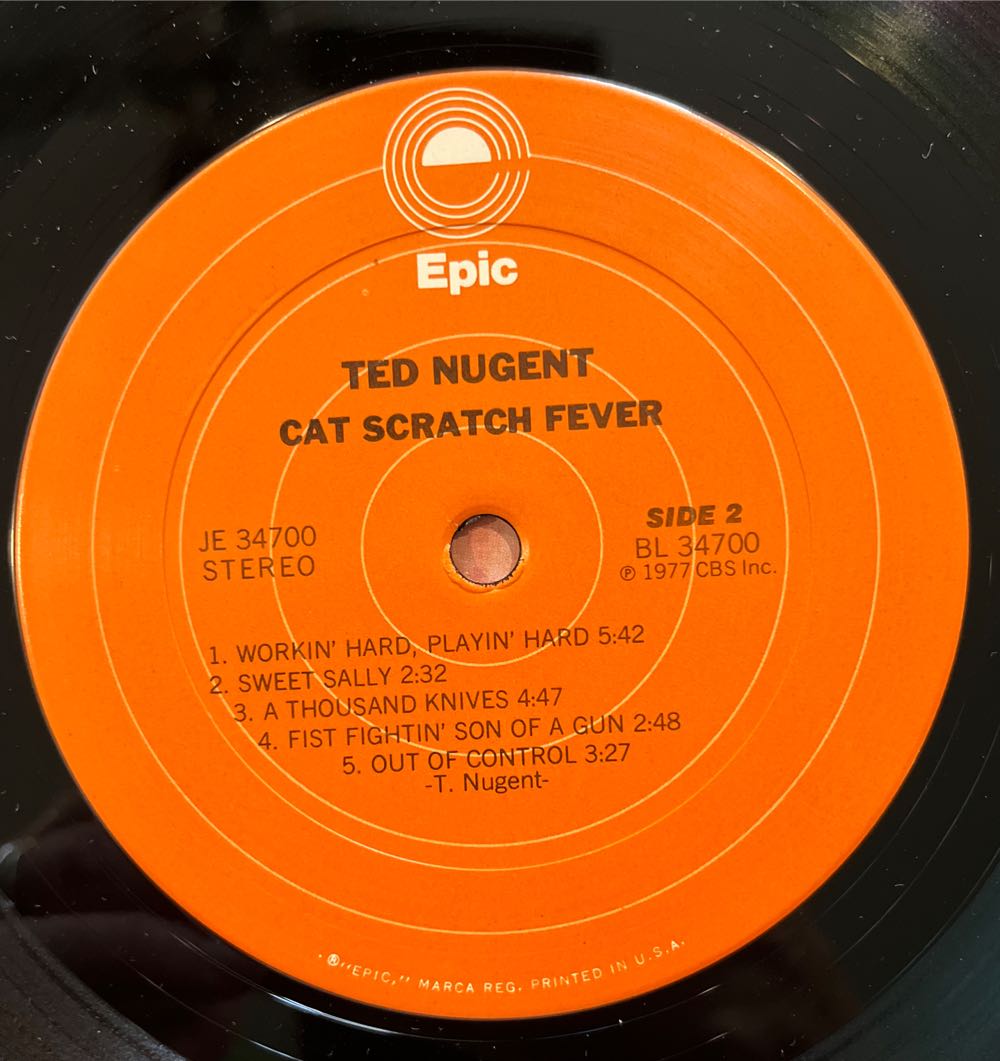 Epic
TED NUGENT
CAT SCRATCH FEVER
JE 34700
STEREO
SIDE 2
BL 34700
℗ 1977 CBS Inc.
1. WORKIN' HARD, PLAYIN' HARD 5:42
2. SWEET SALLY 2:32
3. A THOUSAND KNIVES 4:47
4. FIST FIGHTIN' SON OF A GUN 2:48
5. OUT OF CONTROL 3:27
-T. Nugent-
. ®"EPIC," MARCA REG. PRINTED IN U.S.A.